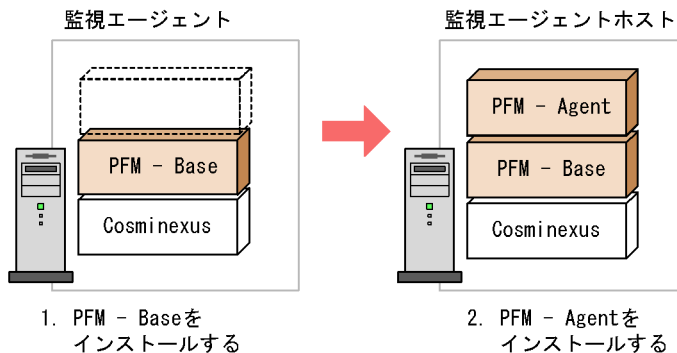 監視エージェント
監視エージェントホスト
PFM - Base
Cosminexus
PFM - Agent
PFM - Base
Cosminexus
1. PFM - Baseを
インストールする
2. PFM - Agentを
インストールする